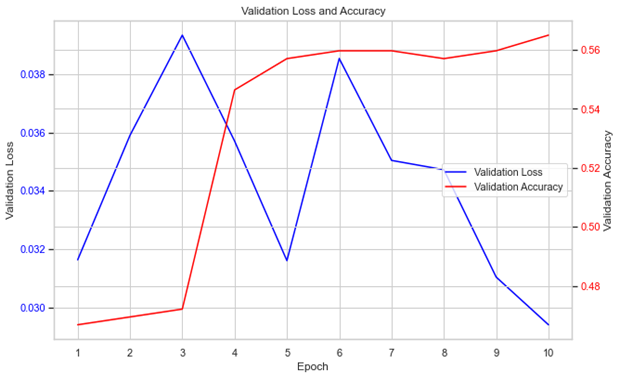 Validation Loss and Accuracy
Validation Loss
0.038
0.036
0.034
0.032
0.030
0.56
0.54
0.52
0.50
0.48
Validation Accuracy
Validation Loss
Validation Accuracy
1 2 3 4 5 6 7 8 9 10
Epoch